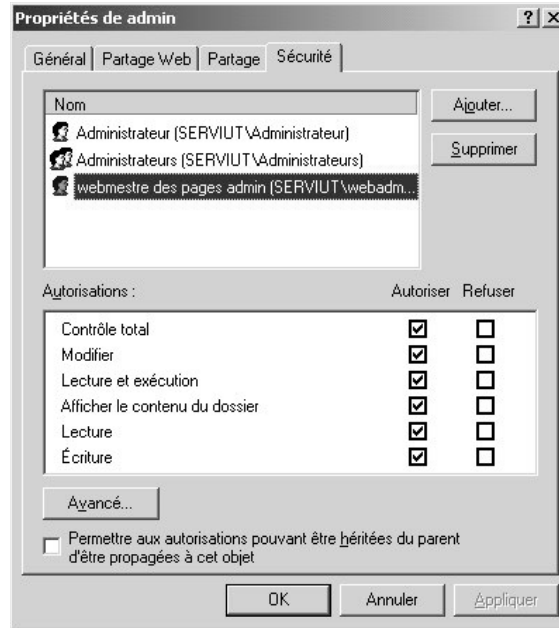 Propriétés de admin
Général Partage Web Partage Sécurité
Nom
Ajouter...
Administrateur (SERVIUT\Administrateur)
Administrateurs (SERVIUT\Administrateurs)
Supprimer
webmestre des pages admin (SERVIUT\webadm...
Autorisations : Autoriser Refuser
Contrôle total
Modifier
Lecture et exécution
Afficher le contenu du dossier
Lecture
Écriture
Avancé...
Permettre aux autorisations pouvant être héritées du parent
d'être propagées à cet objet
OK Annuler Appliquer